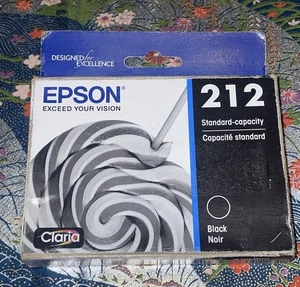 DESIGNED for
EXCELLENCE
EPSON®
EXCEED YOUR VISION
212
Standard-capacity
Capacité standard
Black
Noir
Claria